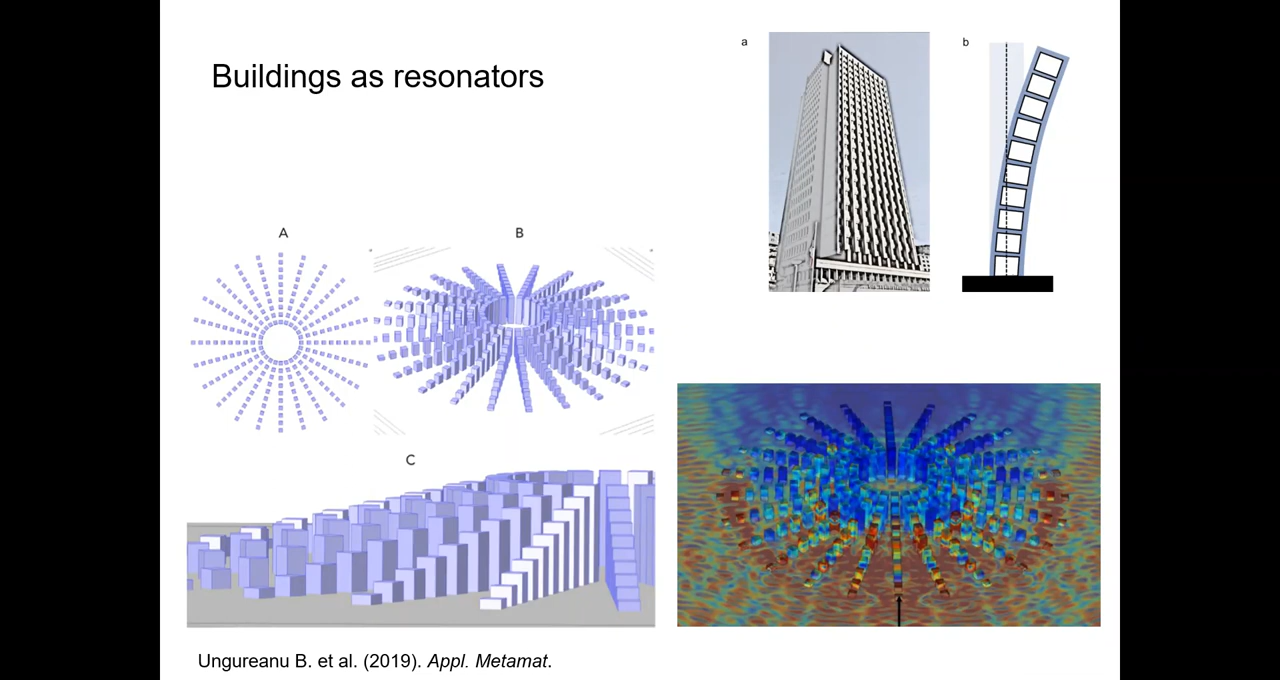 Buildings as resonators
a
b
A
B
C
Ungureanu B. et al. (2019). Appl. Metamat.